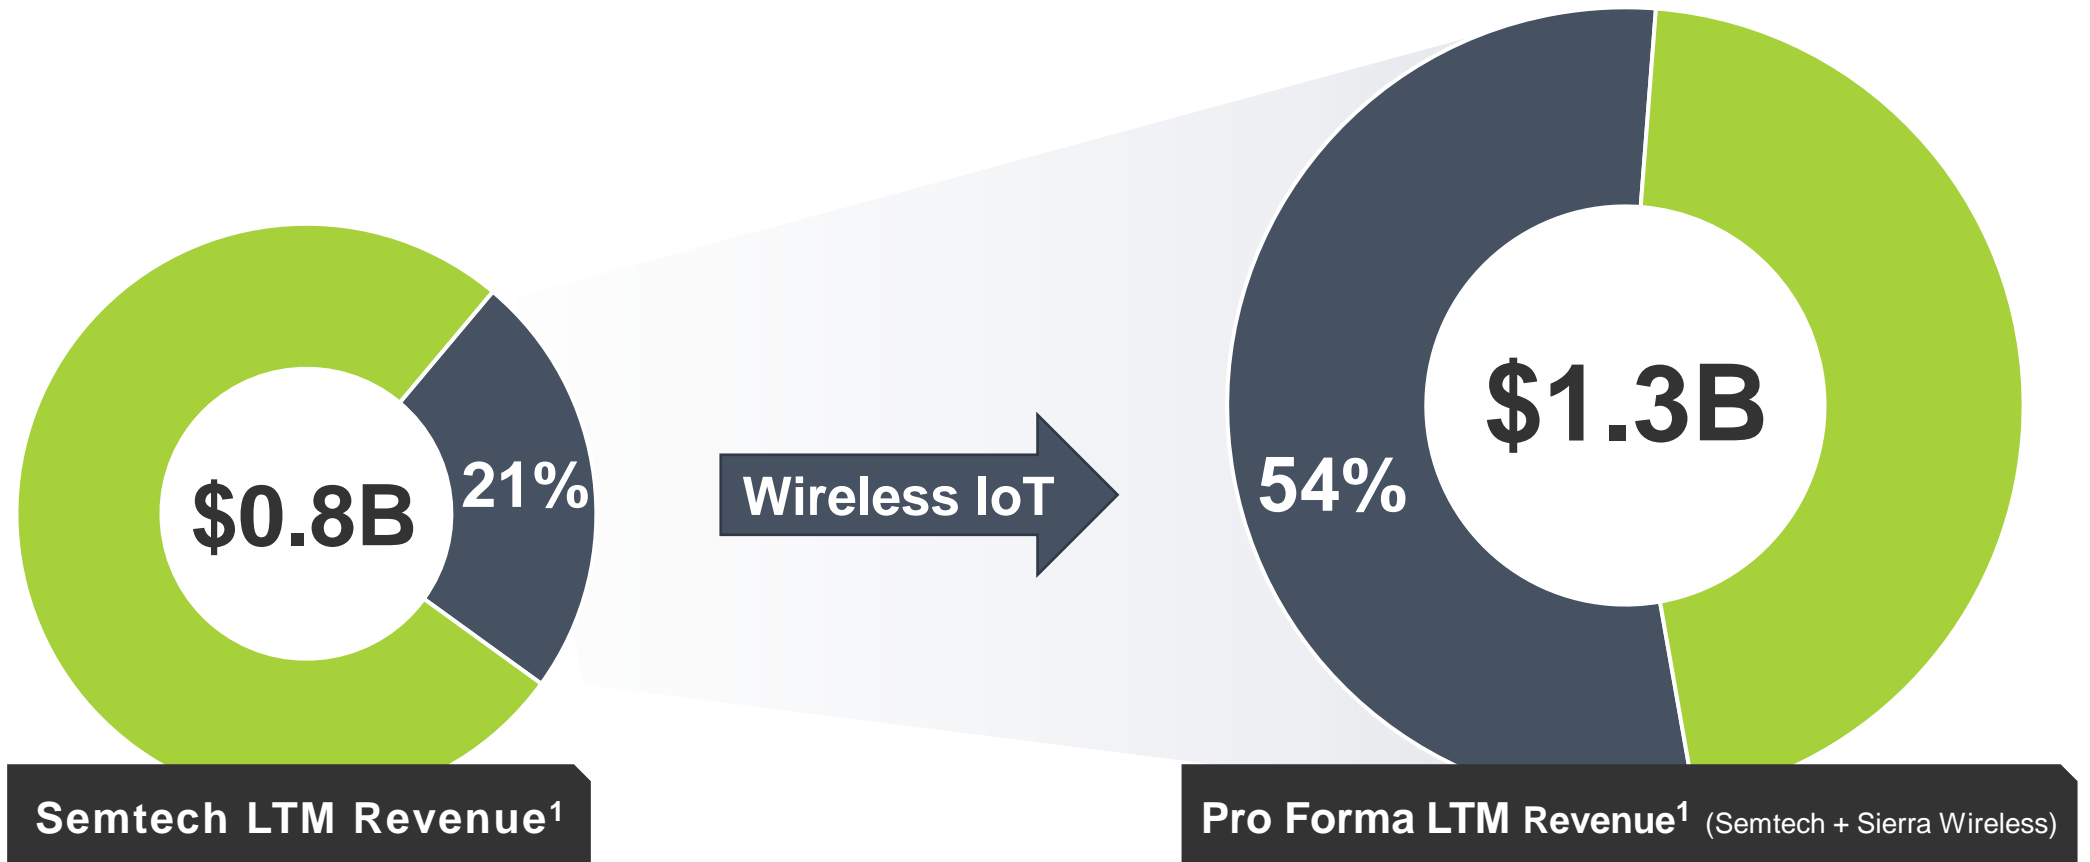 $0.8B
21%
Wireless IoT
54%
$1.3B
Semtech LTM Revenue¹
Pro Forma LTM Revenue¹ (Semtech + Sierra Wireless)